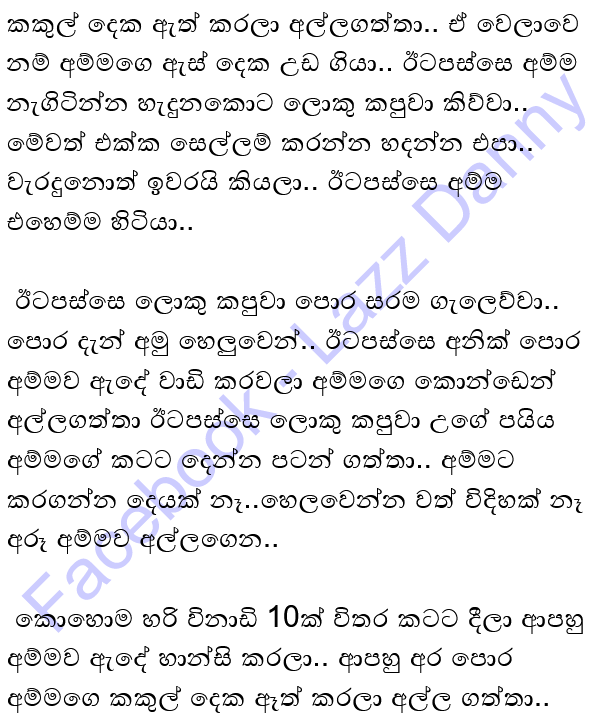 කකුල් දෙක ඈත් කරලා අල්ලගත්තා.. ඒ වෙලාවෙ
නම් අම්මගෙ ඇස් දෙක උඩ ගියා.. ඊටපස්සෙ අම්ම
නැගිටින්න හැදුනකොට ලොකු කපුවා කිව්වා..
මේවත් එක්ක සෙල්ලම් කරන්න හදන්න එපා..
වැරදුනොත් ඉවරයි කියලා.. ඊටපස්සෙ අම්ම
එහෙම්ම හිටියා..
ඊටපස්සෙ ලොකු කපුවා පොර සරම ගැලෙව්වා..
පොර දැන් අමු හෙලුවෙන්.. ඊටපස්සෙ අනික් පොර
අම්මව ඇදේ වාඩි කරවලා අම්මගෙ කොන්ඩෙන්
අල්ලගත්තා ඊටපස්සෙ ලොකු කපුවා උගේ පයිය
අම්මගේ කටට දෙන්න පටන් ගත්තා.. අම්මට
කරගන්න දෙයක් නෑ..හෙලවෙන්න වත් විදිහක් නෑ
අරූ අම්මව අල්ලගෙන..
කොහොම හරි විනාඩි 10ක් විතර කටට දීලා ආපහු
අම්මව ඇදේ හාන්සි කරලා.. ආපහු අර පොර
අම්මගෙ කකුල් දෙක ඈත් කරලා අල්ල ගත්තා..
Facebook - Lazz Danny